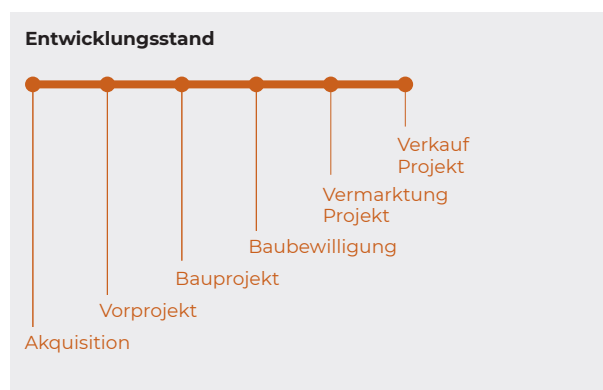 Entwicklungsstand
Verkauf
Projekt
Vermarktung
Projekt
Baubewilligung
Bauprojekt
Vorprojekt
Akquisition